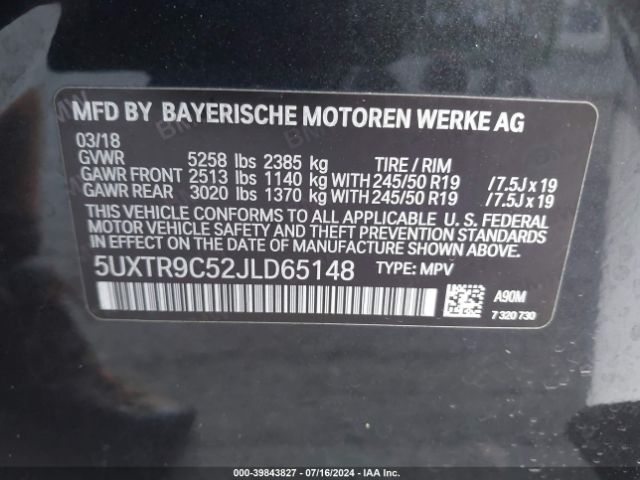 MFD BY BAYERISCHE MOTOREN WERKE AG
03/18
GVWR 5258 lbs 2385 kg TIRE / RIM
GAWR FRONT 2513 lbs 1140 kg WITH 245/50 R19 /7.5J x 19
GAWR REAR 3020 lbs 1370 kg WITH 245/50 R19 /7.5J x 19
THIS VEHICLE CONFORMS TO ALL APPLICABLE U. S. FEDERAL
MOTOR VEHICLE SAFETY AND THEFT PREVENTION STANDARDS
IN EFFECT ON THE DATE OF MANUFACTURE SHOWN ABOVE.
5UXTR9C52JLD65148 TYPE: MPV
A90M
7 320 730
000-39843827 - 07/16/2024 - IAAI.COM